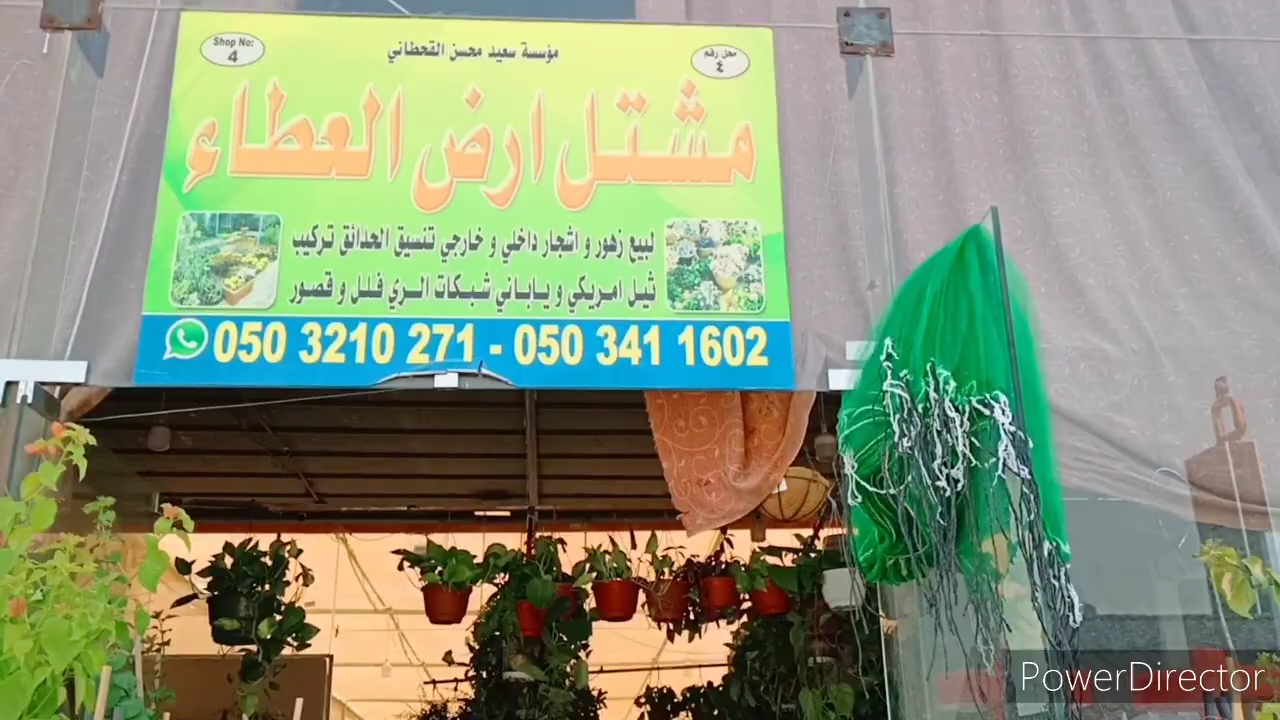 مؤسسة سعيد محسن القحطاني
Shop No:
4
محل رقم
٤
مشتل ارض العطاء
لبيع زهور و اشجار داخلي و خارجي تنسيق الحدائق تركيب
ثيل امريكي و ياباني شبكات الري فلل و قصور
050 3210 271 - 050 341 1602
PowerDirector